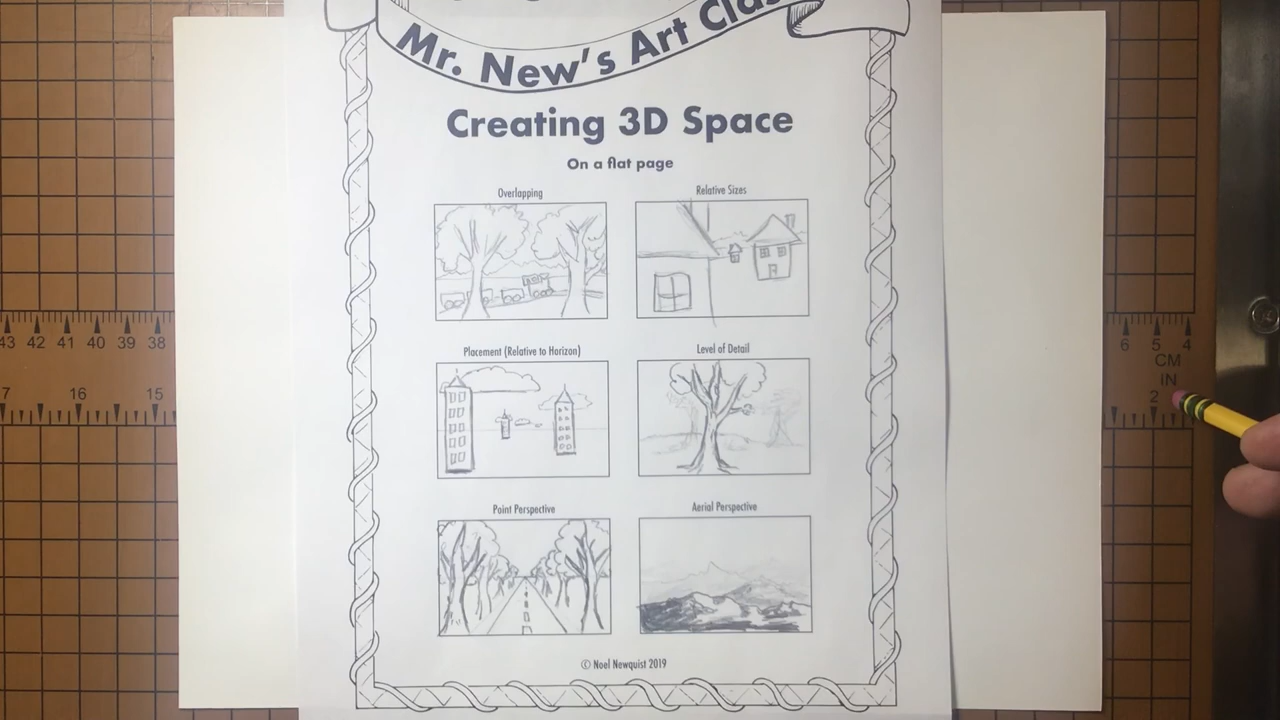 Mr. New's Art Class
Creating 3D Space
On a flat page
Overlapping
Relative Sizes
Placement (Relative to Horizon)
Level of Detail
Point Perspective
Aerial Perspective
© Noel Newquist 2019
43 42 41 40 39 38
7 16 15
6 5 4
CM
IN
2